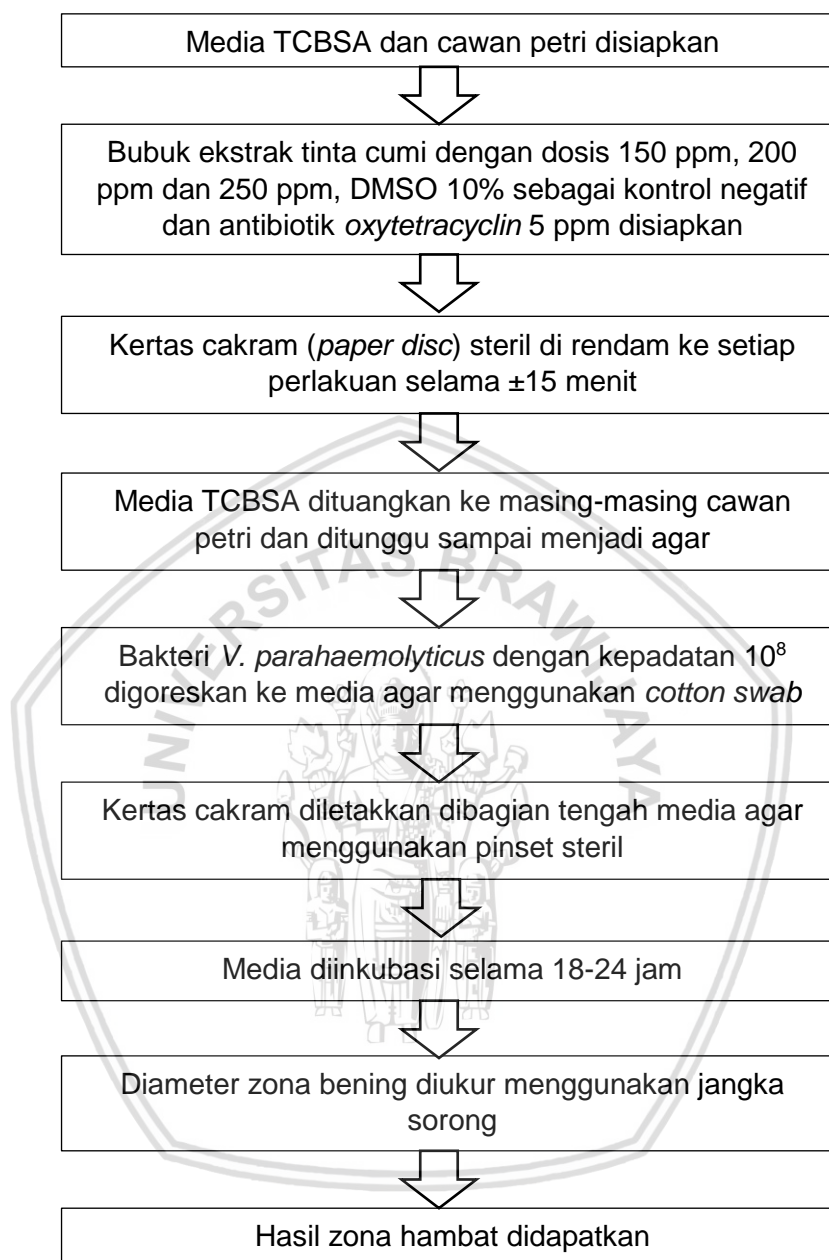 Media TCBSA dan cawan petri disiapkan
Bubuk ekstrak tinta cumi dengan dosis 150 ppm, 200
ppm dan 250 ppm, DMSO 10% sebagai kontrol negatif
dan antibiotik oxytetracyclin 5 ppm disiapkan
Kertas cakram (paper disc) steril di rendam ke setiap
perlakuan selama ±15 menit
Media TCBSA dituangkan ke masing-masing cawan
petri dan ditunggu sampai menjadi agar
UNIVERSITAS BRAWIJAYA
Bakteri V. parahaemolyticus dengan kepadatan 10⁸
digoreskan ke media agar menggunakan cotton swab
Kertas cakram diletakkan dibagian tengah media agar
menggunakan pinset steril
Media diinkubasi selama 18-24 jam
Diameter zona bening diukur menggunakan jangka
sorong
Hasil zona hambat didapatkan